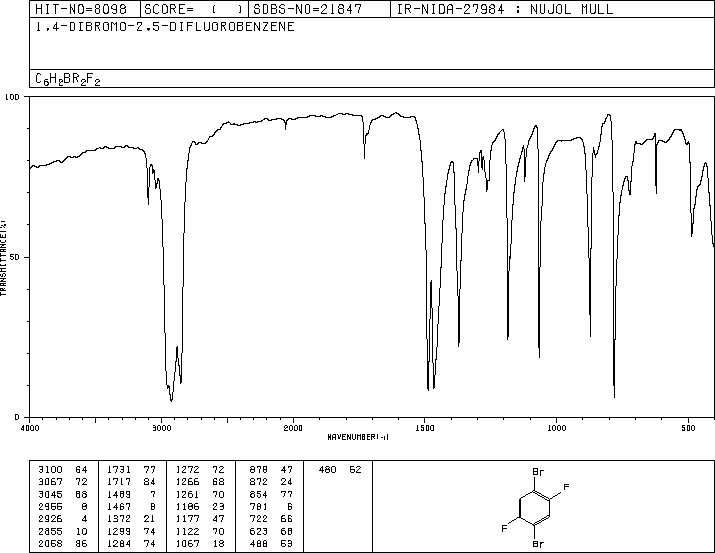 HIT-NO=8098 SCORE= ( ) SDBS-NO=21847 IR-NIDA-27984 : NUJOL MULL
1,4-DIBROMO-2,5-DIFLUOROBENZENE
C6H2BR2F2
100
50
0
TRANSMITTANCE(%)
4000 3000 2000 1500 1000 500
WAVENUMBER(-1)
3100 64 1731 77 1272 72 878 47 480 62
3067 72 1717 84 1266 68 872 24
3045 68 1489 7 1261 70 854 77
2955 8 1467 8 1186 23 781 6
2926 4 1372 21 1177 47 722 66
2855 10 1299 74 1122 70 623 68
2058 86 1284 74 1067 18 488 53
Br
F
F
Br